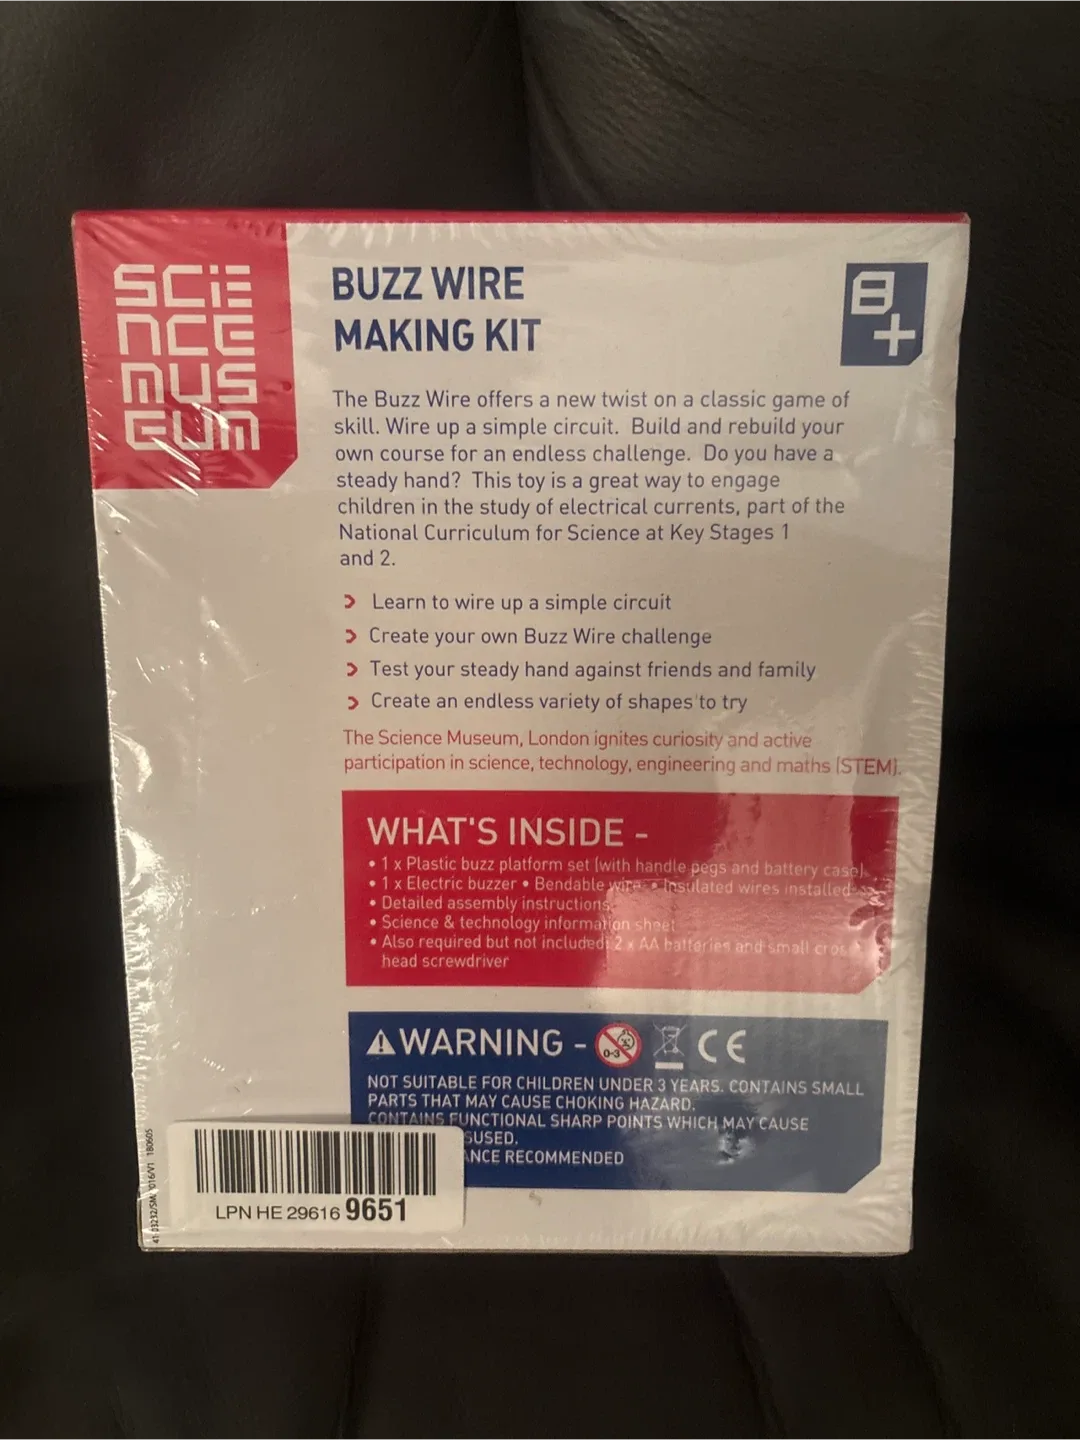 SCiE
NCE
MUS
EUM
BUZZ WIRE
MAKING KIT
8+
The Buzz Wire offers a new twist on a classic game of
skill. Wire up a simple circuit. Build and rebuild your
own course for an endless challenge. Do you have a
steady hand? This toy is a great way to engage
children in the study of electrical currents, part of the
National Curriculum for Science at Key Stages 1
and 2.
Learn to wire up a simple circuit
Create your own Buzz Wire challenge
Test your steady hand against friends and family
Create an endless variety of shapes to try
The Science Museum, London ignites curiosity and active
participation in science, technology, engineering and maths (STEM).
WHAT'S INSIDE -
• 1 x Plastic buzz platform set (with handle pegs and battery case)
• 1 x Electric buzzer • Bendable wire • Insulated wires installed
• Detailed assembly instructions
• Science & technology information sheet
• Also required but not included: 2 x AA batteries and small cross
head screwdriver
WARNING - 0-3 CE
NOT SUITABLE FOR CHILDREN UNDER 3 YEARS. CONTAINS SMALL
PARTS THAT MAY CAUSE CHOKING HAZARD.
CONTAINS FUNCTIONAL SHARP POINTS WHICH MAY CAUSE
SUSED.
ANCE RECOMMENDED
LPN HE 29616 9651
180605